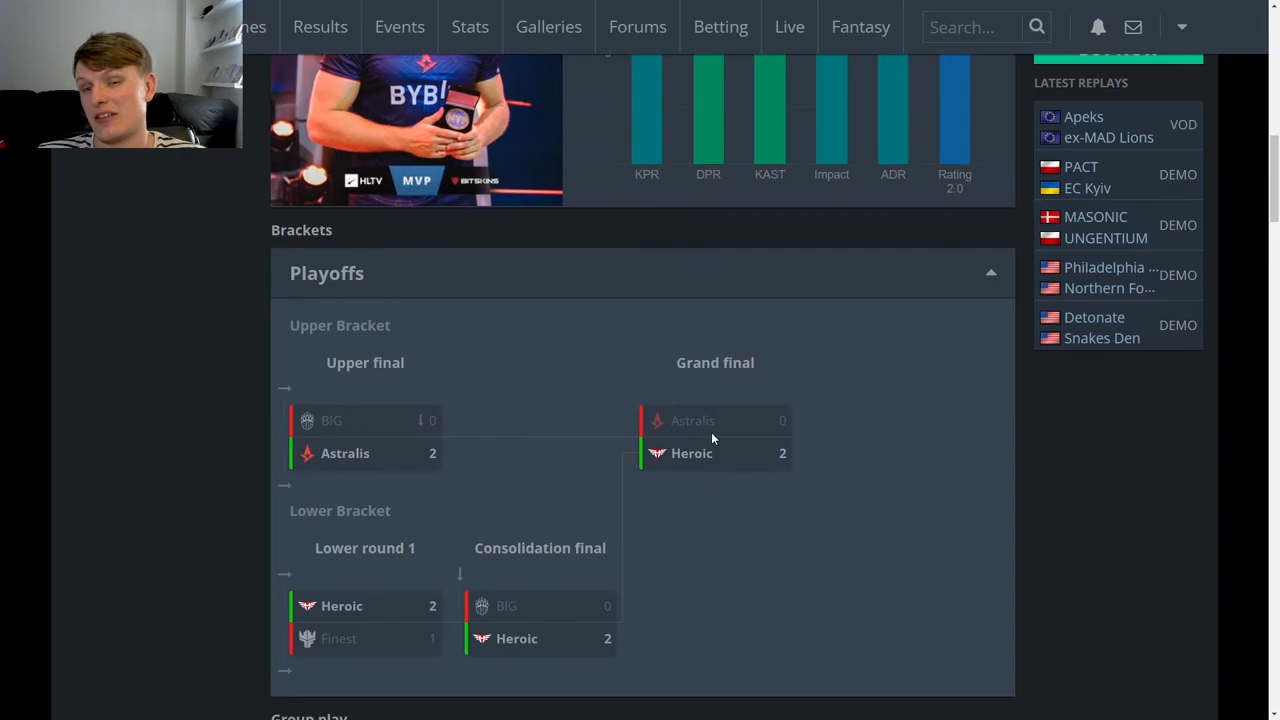 nes Results Events Stats Galleries Forums Betting Live Fantasy Search...
BYB
HLTV MVP BITSKINS
KPR DPR KAST Impact ADR Rating
2.0
LATEST REPLAYS
Apeks
ex-MAD Lions
VOD
PACT
EC Kyiv
DEMO
MASONIC
UNGENTIUM
DEMO
Philadelphia ...
Northern Fo...
DEMO
Detonate
Snakes Den
DEMO
Brackets
Playoffs
Upper Bracket
Upper final
Grand final
BIG 0
Astralis 2
Astralis 0
Heroic 2
Lower Bracket
Lower round 1
Consolidation final
Heroic 2
Finest 1
BIG 0
Heroic 2
Group play